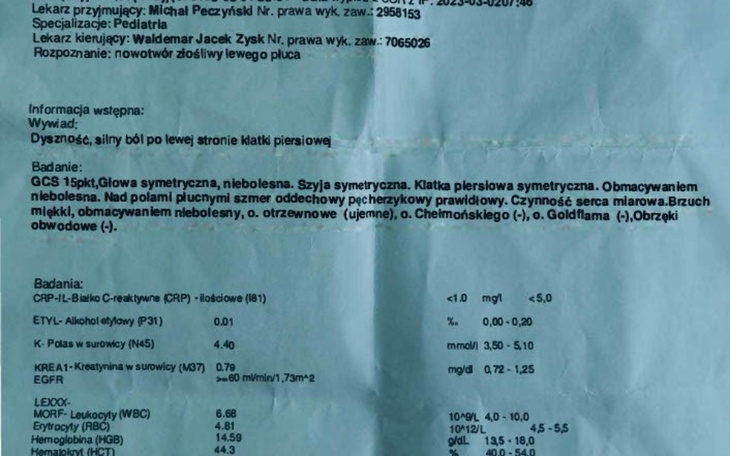 Lekarz przyjmujący: Michał Peczyński Nr. prawa wyk. zaw.: 2958153
Specjalizacje: Pediatria
Lekarz kierujący: Waldemar Jacek Zysk Nr. prawa wyk. zaw.: 7065026
Rozpoznanie: nowotwór złośliwy lewego płuca
Informacja wstępna:
Wywiad:
Dyszność, silny ból po lewej stronie klatki piersiowej
Badanie:
GCS 15pkt,Głowa symetryczna, niebolesna. Szyja symetryczna. Klatka piersiowa symetryczna. Obmacywaniem
niebolesna. Nad polami płucnymi szmer oddechowy pęcherzykowy prawidłowy. Czynność serca miarowa.Brzuch
miękki, obmacywaniem niebolesny, o. otrzewnowe (ujemne), o. Chełmońskiego (-), o. Goldflama (-),Obrzęki
obwodowe (-).
Badania:
CRP-IL-Białko C-reaktywne (CRP) - ilościowe (I81) <1.0 mg/l <5,0
ETYL- Alkohol etylowy (P31) 0.01 ‰ 0,00 - 0,20
K- Potas w surowicy (N45) 4.40 mmol/l 3,50 - 5,10
KREA1- Kreatynina w surowicy (M37) 0.79 mg/dl 0,72 - 1,25
EGFR >=60 ml/min/1,73m^2
LEXXX-
MORF- Leukocyty (WBC) 6.68 10^9/L 4,0 - 10,0
Erytrocyty (RBC) 4.81 10^12/L 4,5 - 5,5
Hemoglobina (HGB) 14.59 g/dL 13,5 - 18,0
Hematokryt (HCT) 44.3 % 40,0 - 54,0